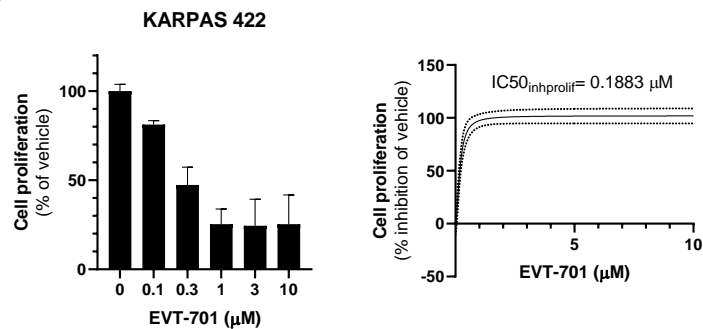 KARPAS 422
Cell proliferation
(% of vehicle)
100
50
0
0 0.1 0.3 1 3 10
EVT-701 (μM)
Cell proliferation
(% inhibition of vehicle)
150
100
50
0
-50
IC50inhprolif= 0.1883 μM
5 10
EVT-701 (μM)